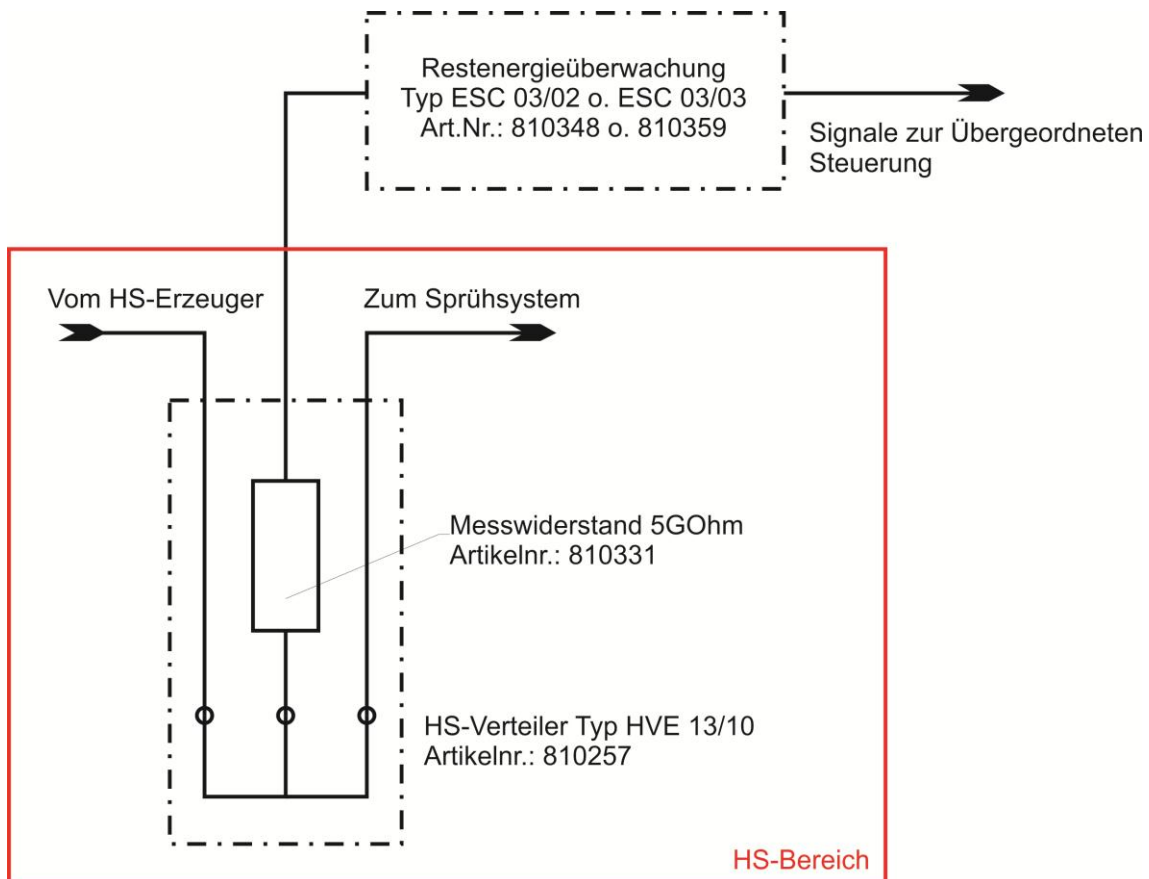 Restenergieüberwachung
Typ ESC 03/02 o. ESC 03/03
Art.Nr.: 810348 o. 810359
Signale zur Übergeordneten
Steuerung
Vom HS-Erzeuger
Zum Sprühsystem
Messwiderstand 5GOhm
Artikelnr.: 810331
HS-Verteiler Typ HVE 13/10
Artikelnr.: 810257
HS-Bereich